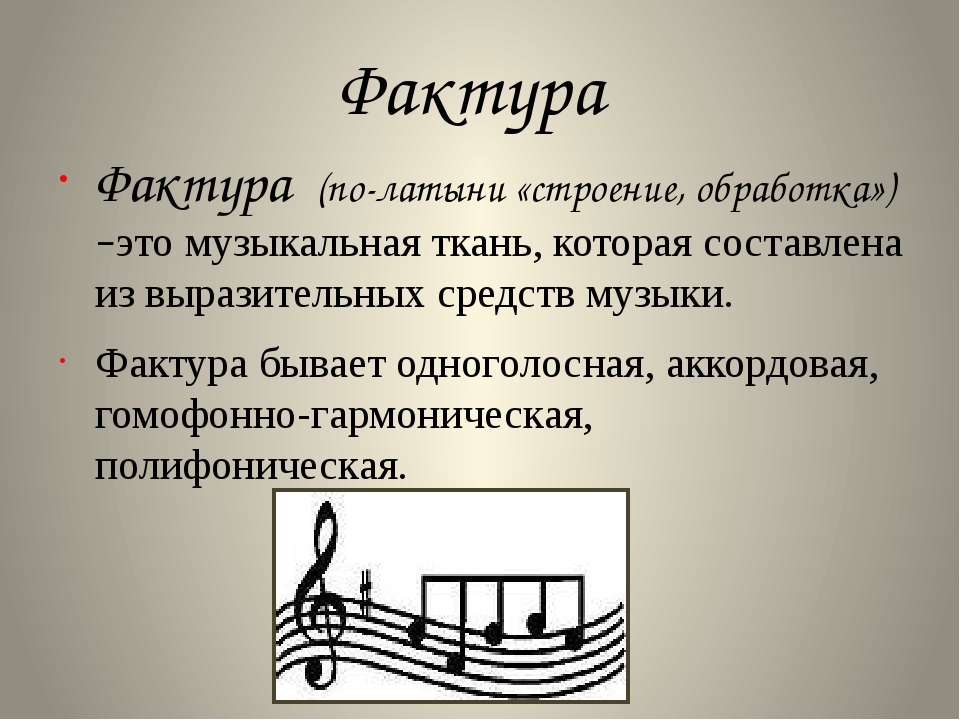 Фактура
Фактура (по-латыни «строение, обработка»)
–это музыкальная ткань, которая составлена
из выразительных средств музыки.
Фактура бывает одноголосная, аккордовая,
гомофонно-гармоническая,
полифоническая.